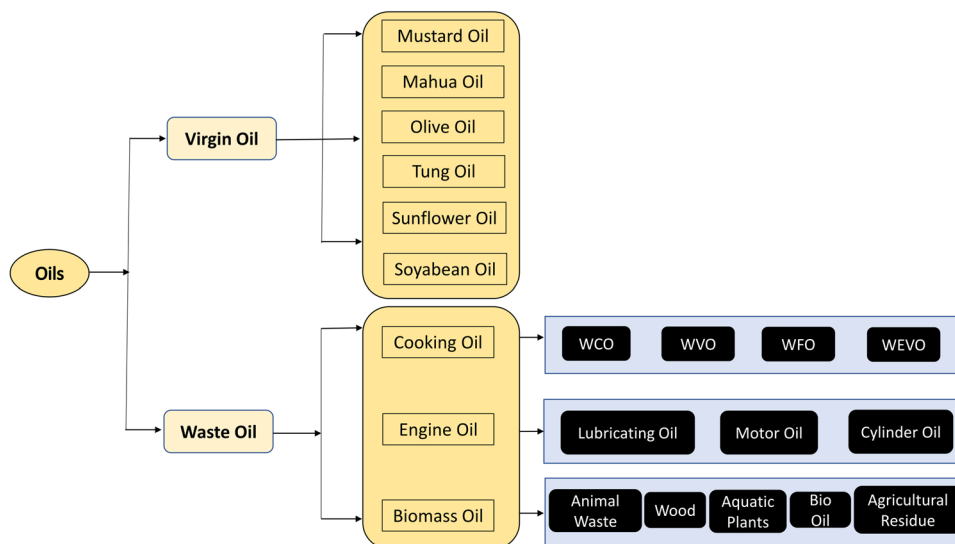 Mustard Oil
Mahua Oil
Olive Oil
Virgin Oil
Tung Oil
Sunflower Oil
Soyabean Oil
Oils
Cooking Oil
WCO
WVO
WFO
WEVO
Waste Oil
Engine Oil
Lubricating Oil
Motor Oil
Cylinder Oil
Biomass Oil
Animal
Waste
Wood
Aquatic
Plants
Bio
Oil
Agricultural
Residue